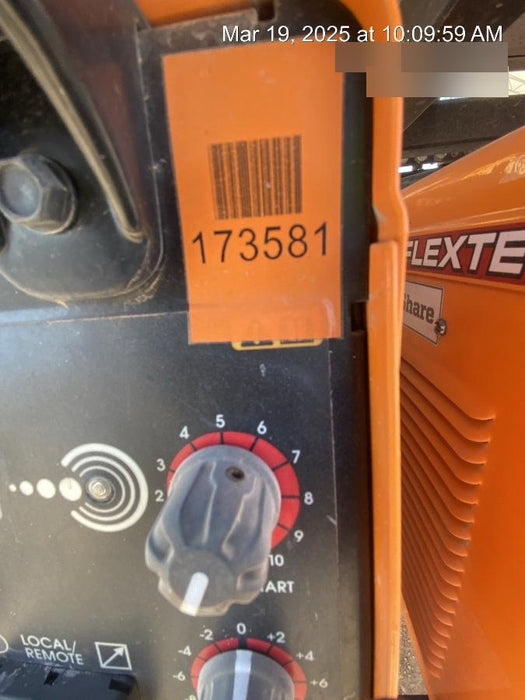 Mar 19, 2025 at 10:09:59 AM
173581
FLEXTE
Share
2 3 4 5 6 7 8 9 10
ART
LOCAL/
REMOTE
-8 -6 -4 -2 0 +2 +4 +6